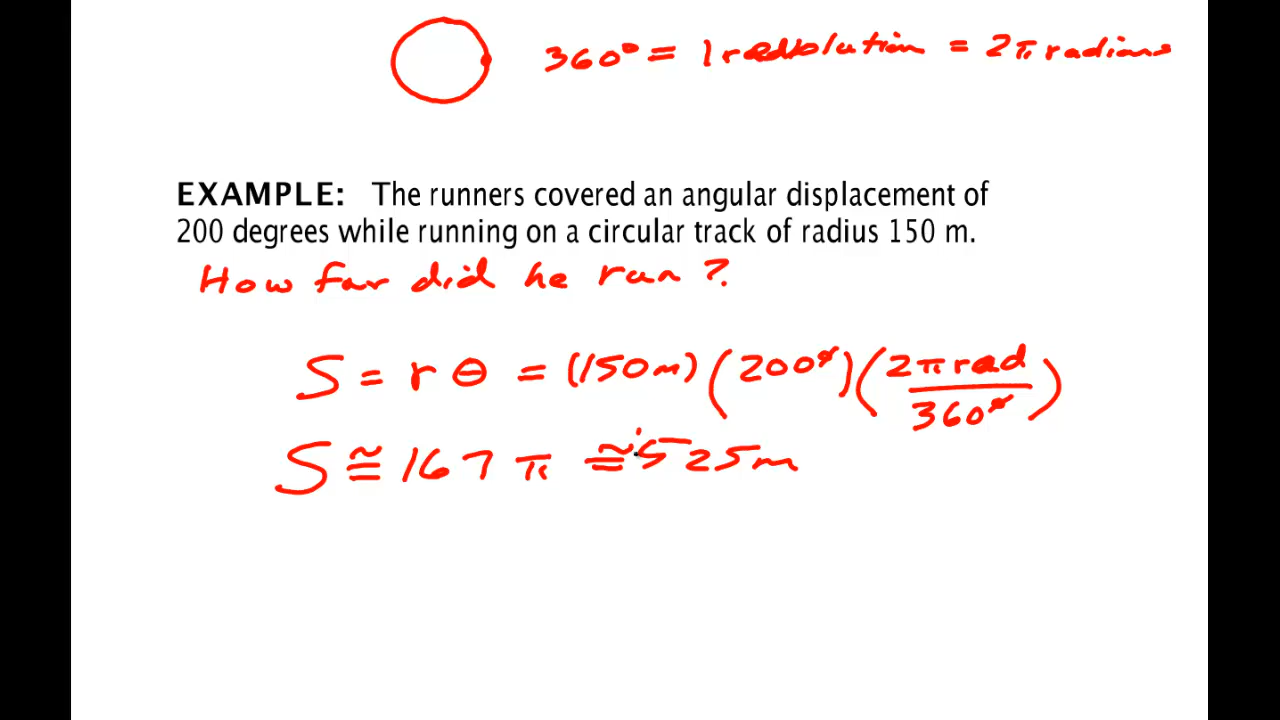 360° = 1 revolution = 2π radians
EXAMPLE: The runners covered an angular displacement of
200 degrees while running on a circular track of radius 150 m.
How far did he run?
S = r θ = (150m) (200°) (2π rad / 360°)
S ≅ 167 π ≅ 525m